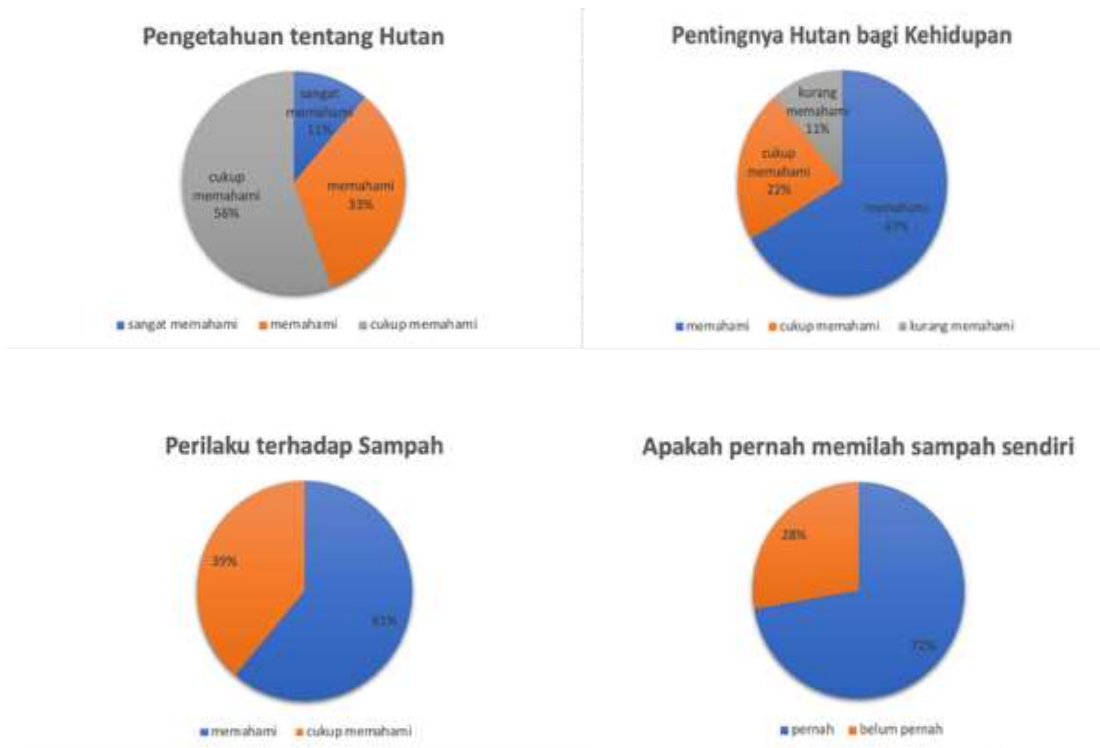 Pengetahuan tentang Hutan
sangat
memahami
11%
memahami
33%
cukup
memahami
56%
sangat memahami memahami cukup memahami
Pentingnya Hutan bagi Kehidupan
kurang
memahami
11%
cukup
memahami
22%
memahami
67%
memahami cukup memahami kurang memahami
Perilaku terhadap Sampah
39%
61%
memahami cukup memahami
Apakah pernah memilah sampah sendiri
28%
72%
pernah belum pernah